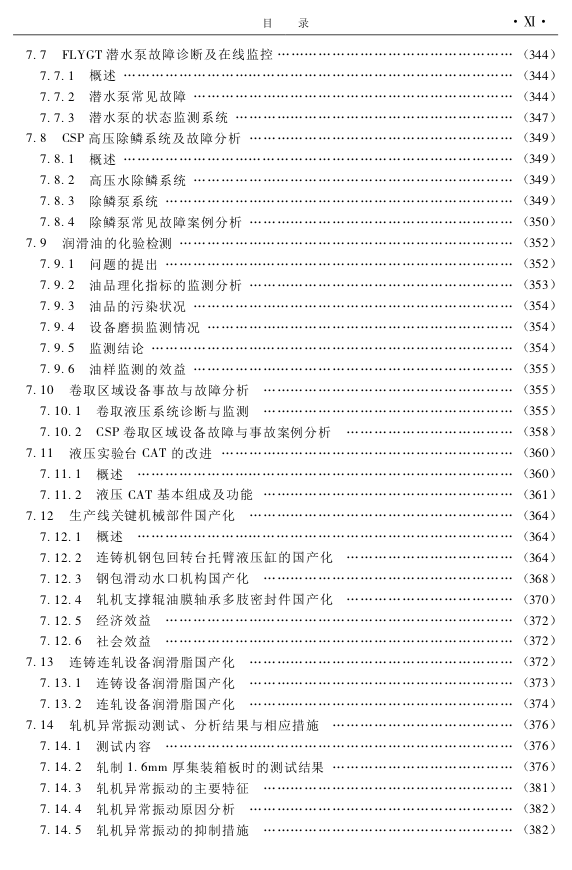 目 录 · Ⅺ ·
7.7 FLYGT 潜水泵故障诊断及在线监控 …………………………………………… (344)
7.7.1 概述 ………………………………………………………………………… (344)
7.7.2 潜水泵常见故障 …………………………………………………………… (344)
7.7.3 潜水泵的状态监测系统 …………………………………………………… (347)
7.8 CSP 高压除鳞系统及故障分析 ………………………………………………… (349)
7.8.1 概述 ………………………………………………………………………… (349)
7.8.2 高压水除鳞系统 …………………………………………………………… (349)
7.8.3 除鳞泵系统 ………………………………………………………………… (349)
7.8.4 除鳞泵常见故障案例分析 ………………………………………………… (350)
7.9 润滑油的化验检测 ……………………………………………………………… (352)
7.9.1 问题的提出 ………………………………………………………………… (352)
7.9.2 油品理化指标的监测分析 ………………………………………………… (353)
7.9.3 油品的污染状况 …………………………………………………………… (354)
7.9.4 设备磨损监测情况 ………………………………………………………… (354)
7.9.5 监测结论 …………………………………………………………………… (354)
7.9.6 油样监测的效益 …………………………………………………………… (355)
7.10 卷取区域设备事故与故障分析 ……………………………………………… (355)
7.10.1 卷取液压系统诊断与监测 ……………………………………………… (355)
7.10.2 CSP 卷取区域设备故障与事故案例分析 ……………………………… (358)
7.11 液压实验台 CAT 的改进 ……………………………………………………… (360)
7.11.1 概述 ……………………………………………………………………… (360)
7.11.2 液压 CAT 基本组成及功能 ……………………………………………… (361)
7.12 生产线关键机械部件国产化 ………………………………………………… (364)
7.12.1 概述 ……………………………………………………………………… (364)
7.12.2 连铸机钢包回转台托臂液压缸的国产化 ……………………………… (364)
7.12.3 钢包滑动水口机构国产化 ……………………………………………… (368)
7.12.4 轧机支撑辊油膜轴承多肢密封件国产化 ……………………………… (370)
7.12.5 经济效益 ………………………………………………………………… (372)
7.12.6 社会效益 ………………………………………………………………… (372)
7.13 连铸连轧设备润滑脂国产化 ………………………………………………… (372)
7.13.1 连铸设备润滑脂国产化 ………………………………………………… (373)
7.13.2 连轧设备润滑脂国产化 ………………………………………………… (374)
7.14 轧机异常振动测试、分析结果与相应措施 ………………………………… (376)
7.14.1 测试内容 ………………………………………………………………… (376)
7.14.2 轧制 1.6mm 厚集装箱板时的测试结果 ………………………………… (376)
7.14.3 轧机异常振动的主要特征 ……………………………………………… (381)
7.14.4 轧机异常振动原因分析 ………………………………………………… (382)
7.14.5 轧机异常振动的抑制措施 ……………………………………………… (382)